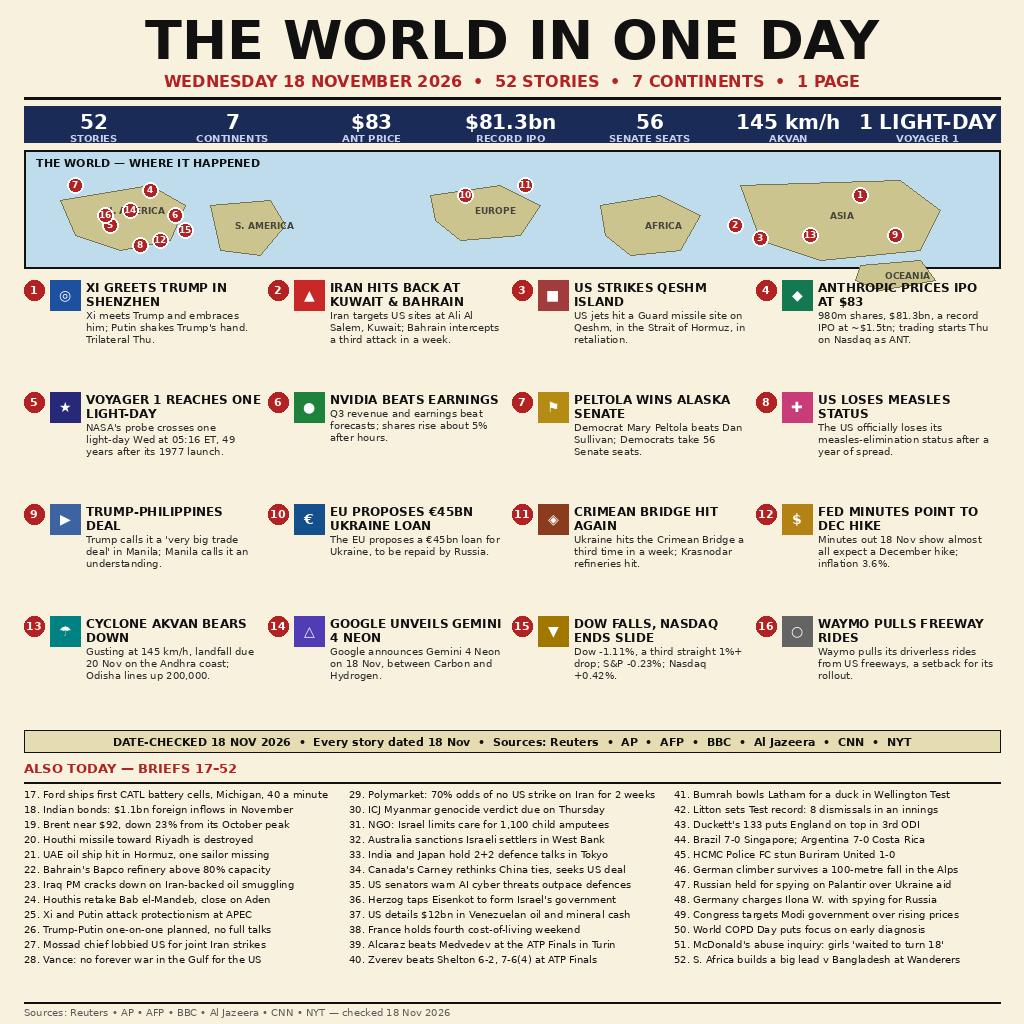 THE WORLD IN ONE DAY
WEDNESDAY 18 NOVEMBER 2026 • 52 STORIES • 7 CONTINENTS • 1 PAGE
52
STORIES
7
CONTINENTS
$83
ANT PRICE
$81.3bn
RECORD IPO
56
SENATE SEATS
145 km/h
AKVAN
1 LIGHT-DAY
VOYAGER 1
THE WORLD — WHERE IT HAPPENED
7
4
16
14
5
6
15
8
12
S. AMERICA
10
11
EUROPE
AFRICA
2
3
1
ASIA
13
9
OCEANIA
1
XI GREETS TRUMP IN
SHENZHEN
Xi meets Trump and embraces
him; Putin shakes Trump's hand.
Trilateral Thu.
2
IRAN HITS BACK AT
KUWAIT & BAHRAIN
Iran targets US sites at Ali Al
Salem, Kuwait; Bahrain intercepts
a third attack in a week.
3
US STRIKES QESHM
ISLAND
US jets hit a Guard missile site on
Qeshm, in the Strait of Hormuz, in
retaliation.
4
ANTHROPIC PRICES IPO
AT $83
980m shares, $81.3bn, a record
IPO at ~$1.5tn; trading starts Thu
on Nasdaq as ANT.
5
★
VOYAGER 1 REACHES ONE
LIGHT-DAY
NASA's probe crosses one
light-day Wed at 05:16 ET, 49
years after its 1977 launch.
6
NVIDIA BEATS EARNINGS
Q3 revenue and earnings beat
forecasts; shares rise about 5%
after hours.
7
PELTOLA WINS ALASKA
SENATE
Democrat Mary Peltola beats Dan
Sullivan; Democrats take 56
Senate seats.
8
US LOSES MEASLES
STATUS
The US officially loses its
measles-elimination status after a
year of spread.
9
TRUMP-PHILIPPINES
DEAL
Trump calls it a 'very big trade
deal' in Manila; Manila calls it an
understanding.
10
€
EU PROPOSES €45BN
UKRAINE LOAN
The EU proposes a €45bn loan for
Ukraine, to be repaid by Russia.
11
CRIMEAN BRIDGE HIT
AGAIN
Ukraine hits the Crimean Bridge a
third time in a week; Krasnodar
refineries hit.
12
$
FED MINUTES POINT TO
DEC HIKE
Minutes out 18 Nov show almost
all expect a December hike;
inflation 3.6%.
13
CYCLONE AKVAN BEARS
DOWN
Gusting at 145 km/h, landfall due
20 Nov on the Andhra coast;
Odisha lines up 200,000.
14
GOOGLE UNVEILS GEMINI
4 NEON
Google announces Gemini 4 Neon
on 18 Nov, between Carbon and
Hydrogen.
15
DOW FALLS, NASDAQ
ENDS SLIDE
Dow -1.11%, a third straight 1%+
drop; S&P -0.23%; Nasdaq
+0.42%.
16
WAYMO PULLS FREEWAY
RIDES
Waymo pulls its driverless rides
from US freeways, a setback for its
rollout.
DATE-CHECKED 18 NOV 2026 • Every story dated 18 Nov • Sources: Reuters • AP • AFP • BBC • Al Jazeera • CNN • NYT
ALSO TODAY — BRIEFS 17–52
17. Ford ships first CATL battery cells, Michigan, 40 a minute
18. Indian bonds: $1.1bn foreign inflows in November
19. Brent near $92, down 23% from its October peak
20. Houthi missile toward Riyadh is destroyed
21. UAE oil ship hit in Hormuz, one sailor missing
22. Bahrain's Bapco refinery above 80% capacity
23. Iraq PM cracks down on Iran-backed oil smuggling
24. Houthis retake Bab el-Mandeb, close on Aden
25. Xi and Putin attack protectionism at APEC
26. Trump-Putin one-on-one planned, no full talks
27. Mossad chief lobbied US for joint Iran strikes
28. Vance: no forever war in the Gulf for the US
29. Polymarket: 70% odds of no US strike on Iran for 2 weeks
30. ICJ Myanmar genocide verdict due on Thursday
31. NGO: Israel limits care for 1,100 child amputees
32. Australia sanctions Israeli settlers in West Bank
33. India and Japan hold 2+2 defence talks in Tokyo
34. Canada's Carney rethinks China ties, seeks US deal
35. US senators warn AI cyber threats outpace defences
36. Herzog taps Eisenkot to form Israel's government
37. US details $12bn in Venezuelan oil and mineral cash
38. France holds fourth cost-of-living weekend
39. Alcaraz beats Medvedev at the ATP Finals in Turin
40. Zverev beats Shelton 6-2, 7-6(4) at ATP Finals
41. Bumrah bowls Latham for a duck in Wellington Test
42. Litton sets Test record: 8 dismissals in an innings
43. Duckett's 133 puts England on top in 3rd ODI
44. Brazil 7-0 Singapore; Argentina 7-0 Costa Rica
45. HCMC Police FC stun Buriram United 1-0
46. German climber survives a 100-metre fall in the Alps
47. Russian held for spying on Palantir over Ukraine aid
48. Germany charges Ilona W. with spying for Russia
49. Congress targets Modi government over rising prices
50. World COPD Day puts focus on early diagnosis
51. McDonald's abuse inquiry: girls 'waited to turn 18'
52. S. Africa builds a big lead v Bangladesh at Wanderers
Sources: Reuters • AP • AFP • BBC • Al Jazeera • CNN • NYT — checked 18 Nov 2026